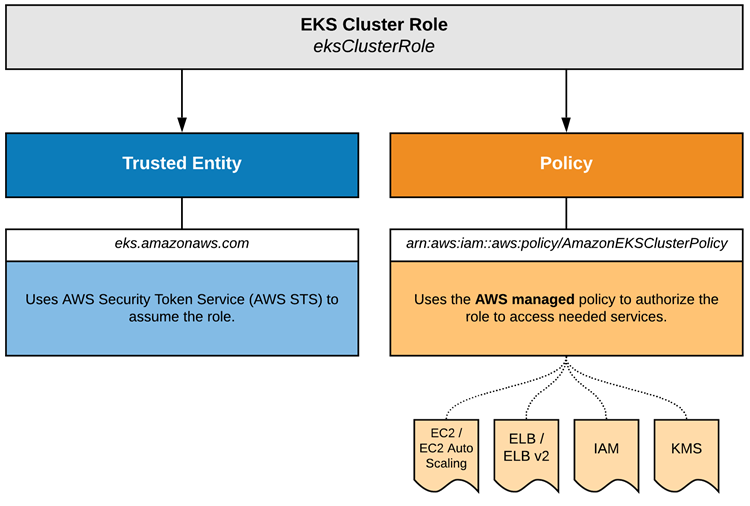 EKS Cluster Role
eksClusterRole
Trusted Entity
Policy
eks.amazonaws.com
arn:aws:iam::aws:policy/AmazonEKSClusterPolicy
Uses AWS Security Token Service (AWS STS) to
assume the role.
Uses the AWS managed policy to authorize the
role to access needed services.
EC2 /
EC2 Auto
Scaling
ELB /
ELB v2
IAM
KMS